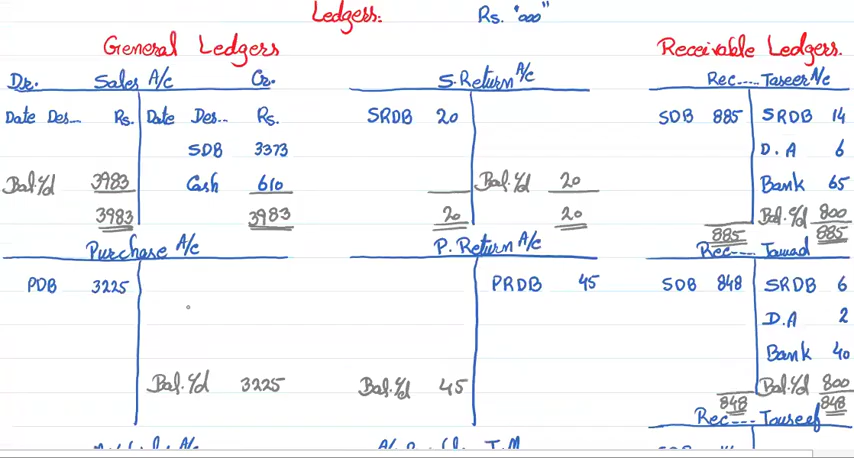 Ledgers: Rs. "000"
General Ledgers
Receivable Ledgers.
Dr. Sales A/c Cr.
Date Des... Rs. Date Des... Rs.
SDB 3373
Bal. c/d 3983 Cash 610
3983 3983
S. Return A/c
SRDB 20
Bal. c/d 20
20 20
Rec---- Taseer A/c
SDB 885 SRDB 14
D.A 6
Bank 65
Bal. c/d 800
885 885
Purchase A/c
PDB 3225
Bal. c/d 3225
P. Return A/c
PRDB 45
Bal. c/d 45
Rec---- Tawad
SDB 848 SRDB 6
D.A 2
Bank 40
Bal. c/d 800
848 848
Rec---- Touseef